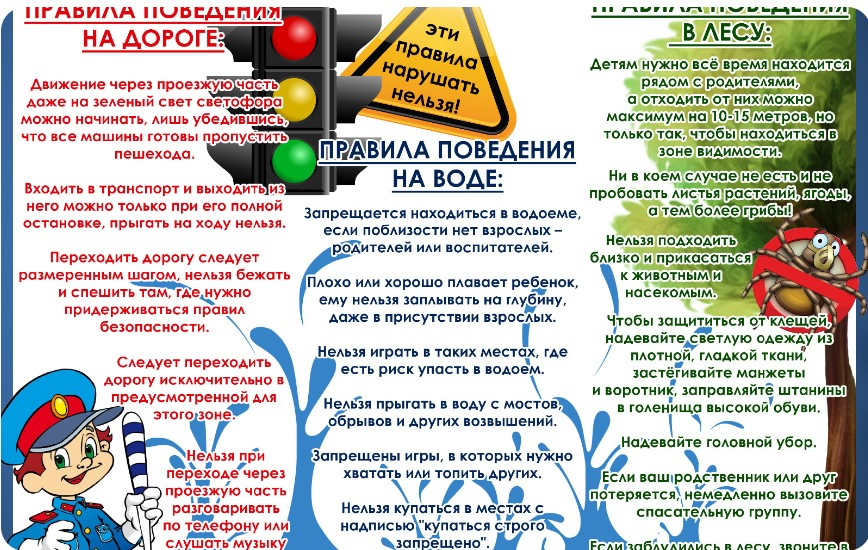 ПРАВИЛА ПОВЕДЕНИЯ
НА ДОРОГЕ:
Движение через проезжую часть
даже на зеленый свет светофора
можно начинать, лишь убедившись,
что все машины готовы пропустить
пешехода.
Входить в транспорт и выходить из
него можно только при его полной
остановке, прыгать на ходу нельзя.
Переходить дорогу следует
размеренным шагом, нельзя бежать
и спешить там, где нужно
придерживаться правил
безопасности.
Следует переходить
дорогу исключительно в
предусмотренной для
этого зоне.
Нельзя при
переходе через
проезжую часть
разговаривать
по телефону или
слушать музыку
эти
правила
нарушать
нельзя!
ПРАВИЛА ПОВЕДЕНИЯ
НА ВОДЕ:
Запрещается находиться в водоеме,
если поблизости нет взрослых –
родителей или воспитателей.
Плохо или хорошо плавает ребенок,
ему нельзя заплывать на глубину,
даже в присутствии взрослых.
Нельзя играть в таких местах, где
есть риск упасть в водоем.
Нельзя прыгать в воду с мостов,
обрывов и других возвышений.
Запрещены игры, в которых нужно
хватать или топить других.
Нельзя купаться в местах с
надписью "купаться строго
запрещено".
ПРАВИЛА ПОВЕДЕНИЯ
В ЛЕСУ:
Детям нужно всё время находится
рядом с родителями,
а отходить от них можно
максимум на 10-15 метров, но
только так, чтобы находиться в
зоне видимости.
Ни в коем случае не есть и не
пробовать листья растений, ягоды,
а тем более грибы!
Нельзя подходить
близко и прикасаться
к животным и
насекомым.
Чтобы защититься от клещей,
надевайте светлую одежду из
плотной, гладкой ткани,
застёгивайте манжеты
и воротник, заправляйте штанины
в голенища высокой обуви.
Надевайте головной убор.
Если ваш родственник или друг
потеряется, немедленно вызовите
спасательную группу.
Если заблудились в лесу, звоните в